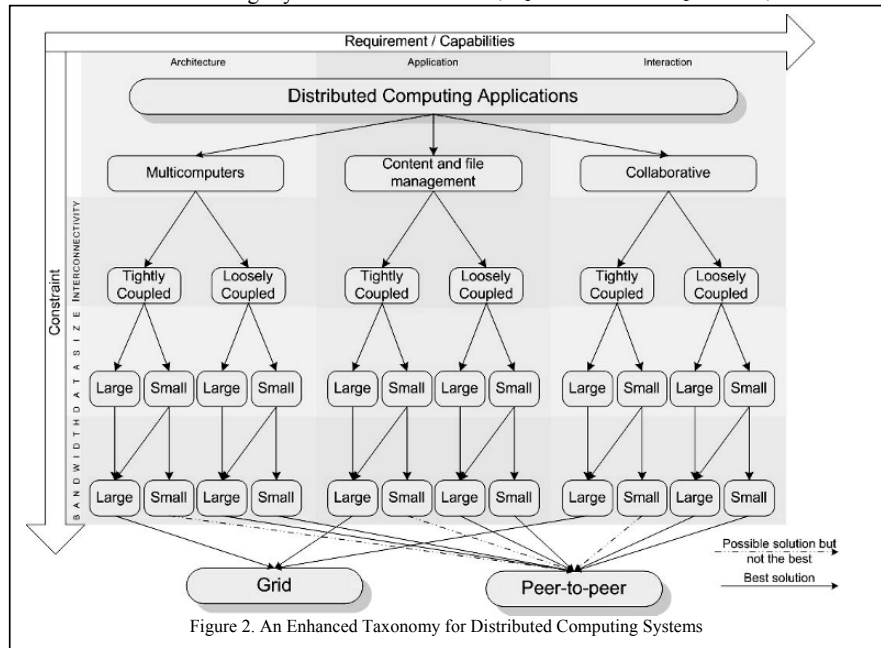 Requirement / Capabilities
Architecture Application Interaction
Distributed Computing Applications
Multicomputers
Content and file
management
Collaborative
Constraint
INTERCONNECTIVITY
DATA SIZE
BANDWIDTH
Tightly
Coupled
Loosely
Coupled
Tightly
Coupled
Loosely
Coupled
Tightly
Coupled
Loosely
Coupled
Large Small Large Small Large Small Large Small Large Small Large Small
Large Small Large Small Large Small Large Small Large Small Large Small
Possible solution but
not the best
Best solution
Grid
Peer-to-peer
Figure 2. An Enhanced Taxonomy for Distributed Computing Systems